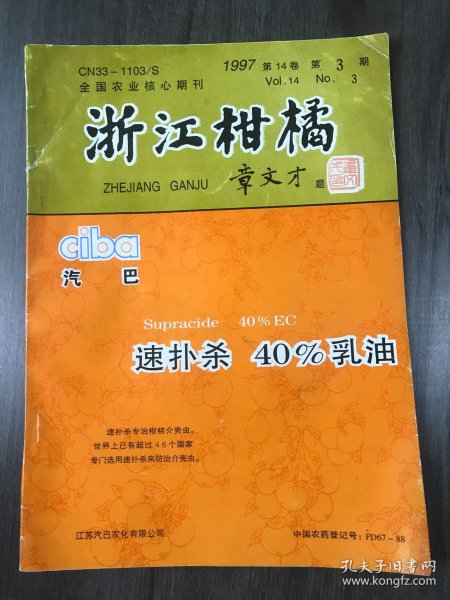 CN33-1103/S
全国农业核心期刊
1997 第14卷 第 3 期
Vol.14 No. 3
浙江柑橘
ZHEJIANG GANJU
章文才 题
ciba
汽巴
Supracide 40% EC
速扑杀 40%乳油
速扑杀专治柑桔介壳虫。
世界上已有超过46个国家
专门选用速扑杀来防治介壳虫。
江苏汽巴农化有限公司
中国农药登记号：PD67-88
孔夫子旧书网
www.kongfz.com